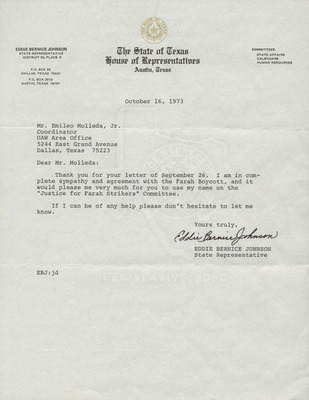 EDDIE BERNICE JOHNSON
STATE REPRESENTATIVE
DISTRICT 33, PLACE
DALLAS, TEXAS
AUSTIN, TEXAS
The State of Texas
House of Representatives
Austin, Texas
COMMITTEES:
STATE AFFAIRS
CALENDARS
HUMAN RESOURCES
October 16, 1973
Mr. Emileo Molleda, Jr.
Coordinator
UAW Area Office
5244 East Grand Avenue
Dallas, Texas 75223
Dear Mr. Molleda:
Thank you for your letter of September 26. I am in com-
plete sympathy and agreement with the Farah Boycott, and it
would please me very much for you to use my name on the
"Justice for Farah Strikers" Committee.
If I can be of any help please don't hesitate to let me
know.
Yours truly,
Eddie Bernice Johnson
EDDIE BERNICE JOHNSON
State Representative
EBJ:jd